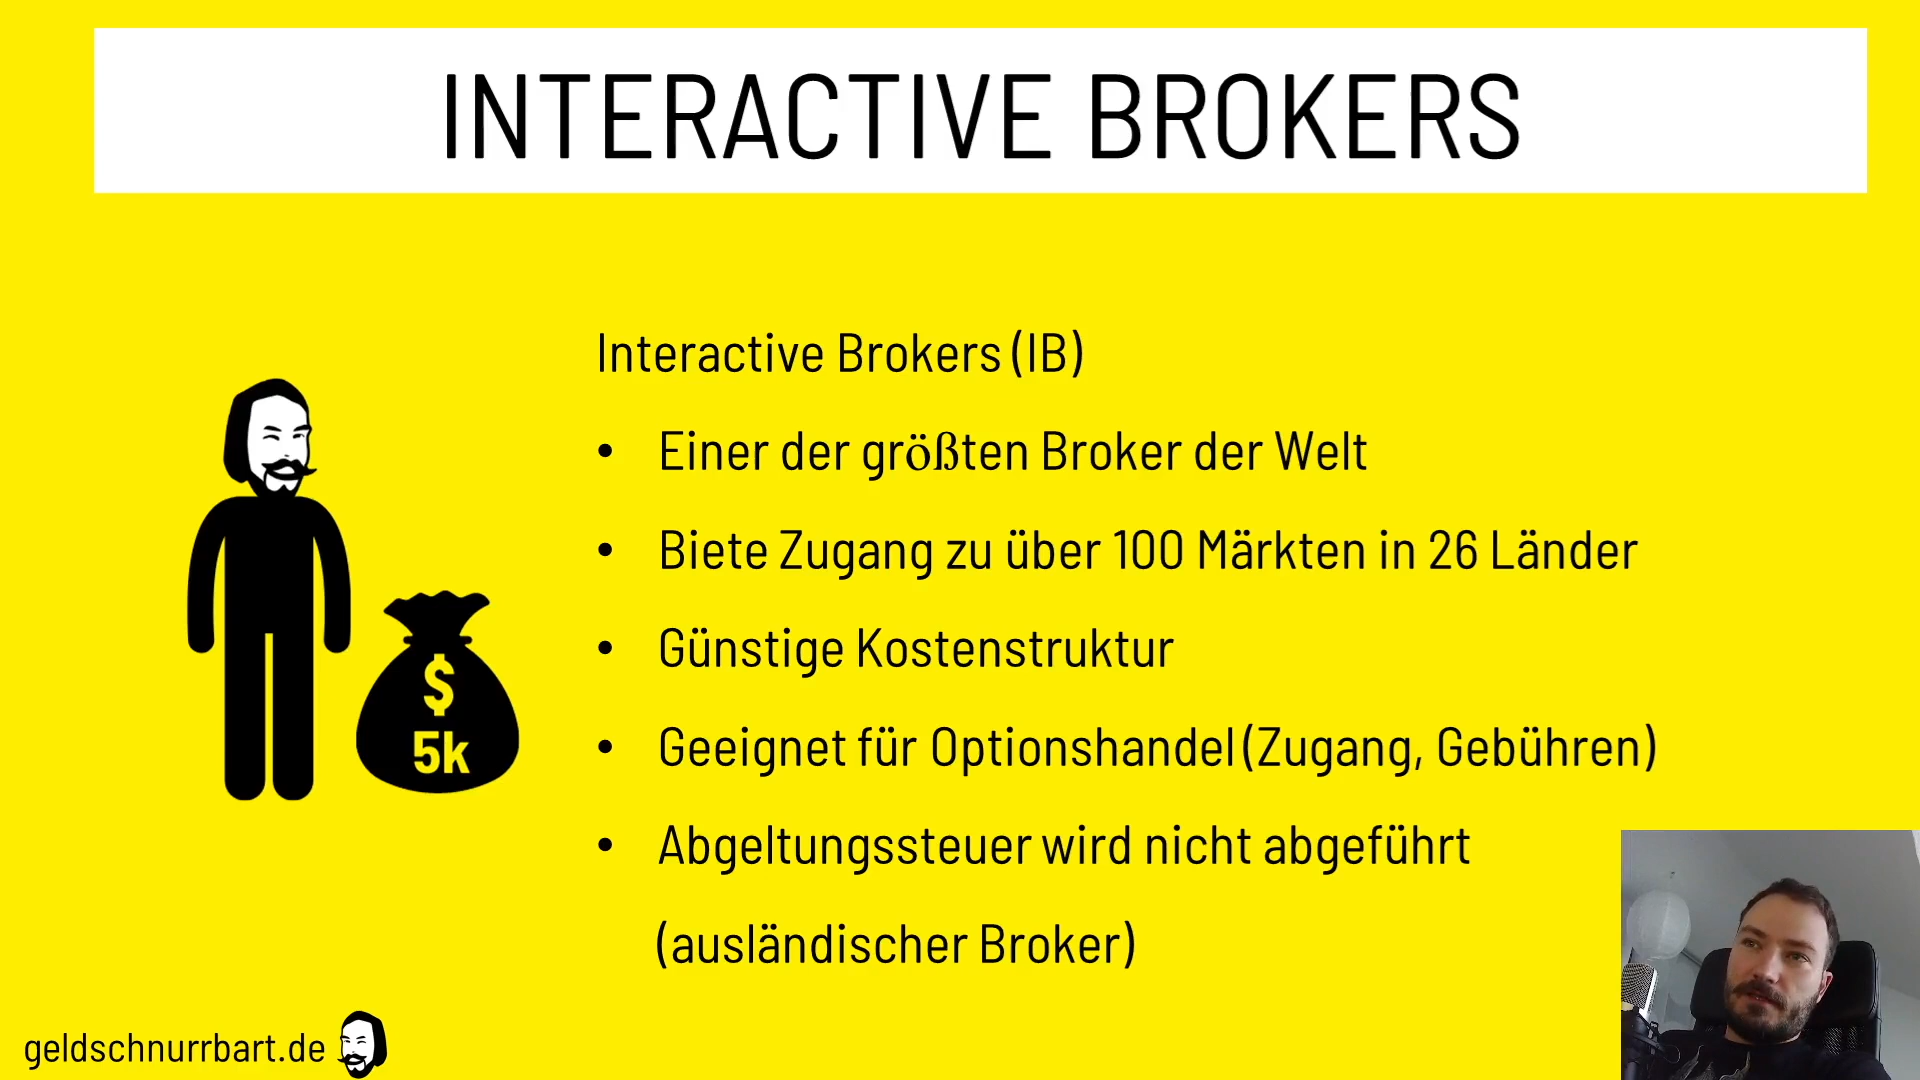 INTERACTIVE BROKERS
Interactive Brokers (IB)
• Einer der größten Broker der Welt
• Biete Zugang zu über 100 Märkten in 26 Länder
• Günstige Kostenstruktur
• Geeignet für Optionshandel (Zugang, Gebühren)
• Abgeltungssteuer wird nicht abgeführt
(ausländischer Broker)
$
5k
geldschnurrbart.de